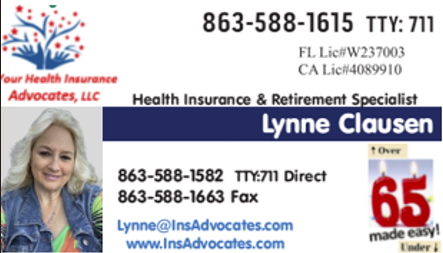 863-588-1615 TTY: 711
FL Lic#W237003
CA Lic#4089910
Your Health Insurance
Advocates, LLC
Health Insurance & Retirement Specialist
Lynne Clausen
863-588-1582 TTY:711 Direct
863-588-1663 Fax
Lynne@InsAdvocates.com
www.InsAdvocates.com
↑ Over
65
made easy!
Under ↓